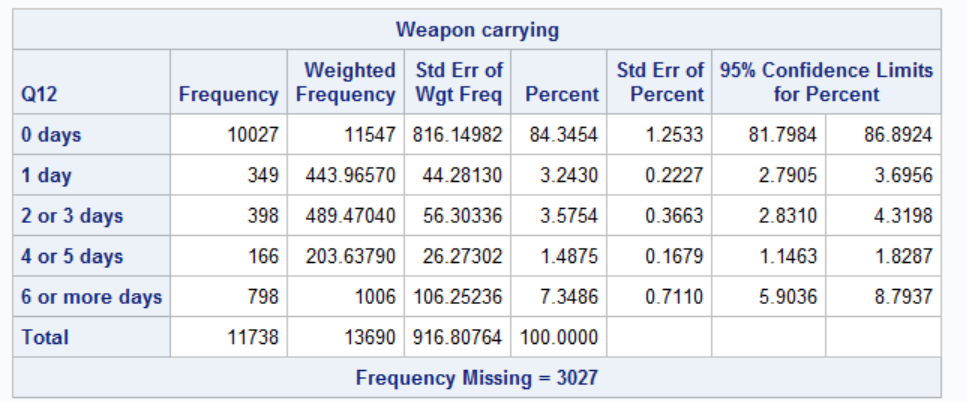 Weapon carrying
Q12 Frequency Weighted Frequency Std Err of Wgt Freq Percent Std Err of Percent 95% Confidence Limits for Percent
0 days 10027 11547 816.14982 84.3454 1.2533 81.7984 86.8924
1 day 349 443.96570 44.28130 3.2430 0.2227 2.7905 3.6956
2 or 3 days 398 489.47040 56.30336 3.5754 0.3663 2.8310 4.3198
4 or 5 days 166 203.63790 26.27302 1.4875 0.1679 1.1463 1.8287
6 or more days 798 1006 106.25236 7.3486 0.7110 5.9036 8.7937
Total 11738 13690 916.80764 100.0000
Frequency Missing = 3027